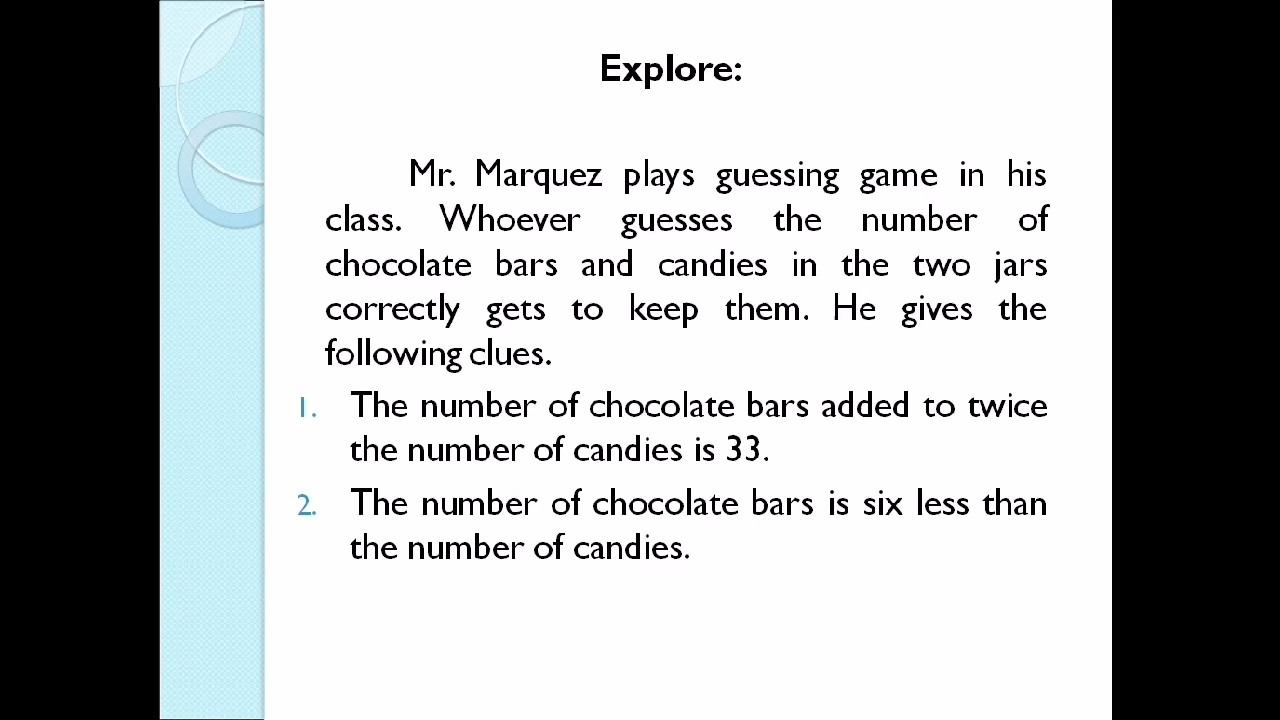 Explore:
Mr. Marquez plays guessing game in his
class. Whoever guesses the number of
chocolate bars and candies in the two jars
correctly gets to keep them. He gives the
following clues.
1. The number of chocolate bars added to twice
the number of candies is 33.
2. The number of chocolate bars is six less than
the number of candies.